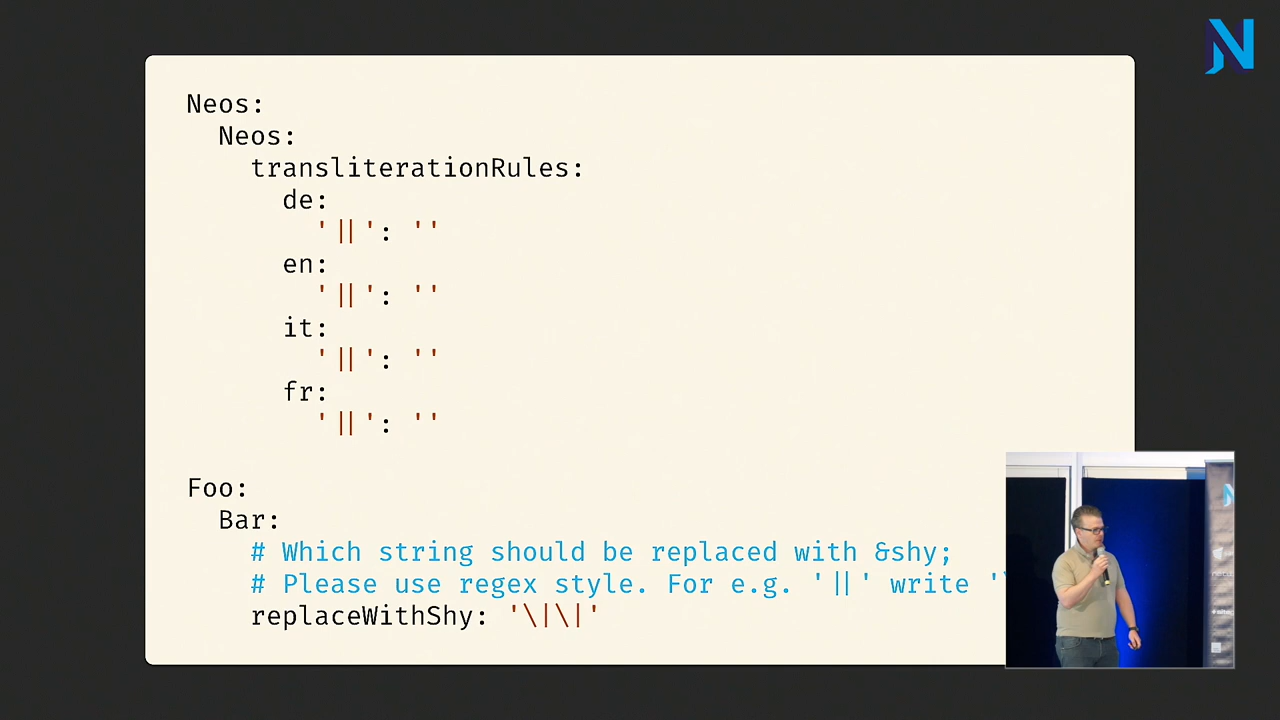 Neos:
  Neos:
    transliterationRules:
      de:
        '||': ''
      en:
        '||': ''
      it:
        '||': ''
      fr:
        '||': ''
Foo:
  Bar:
    # Which string should be replaced with &shy;
    # Please use regex style. For e.g. '||' write '
    replaceWithShy: '\|\|'